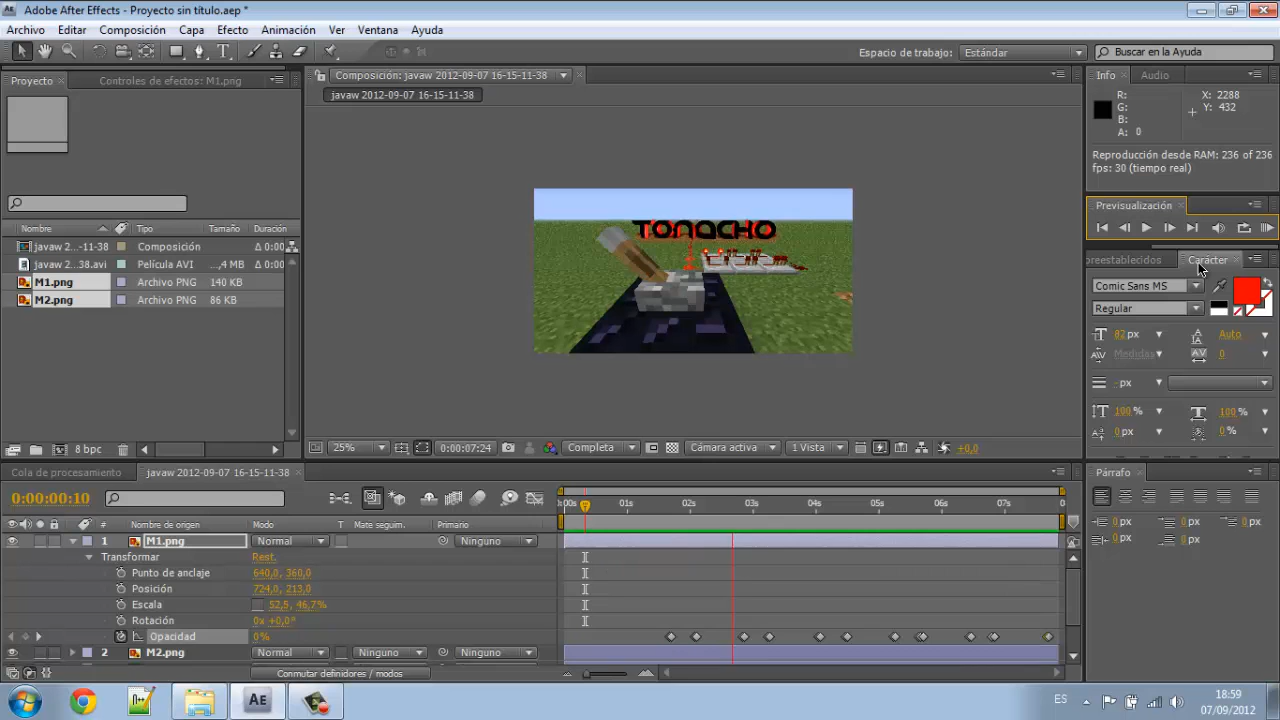 Adobe After Effects - Proyecto sin título.aep *
Archivo Editar Composición Capa Efecto Animación Ver Ventana Ayuda
Espacio de trabajo: Estándar Buscar en la Ayuda
Proyecto Controles de efectos: M1.png
Composición: javaw 2012-09-07 16-15-11-38
javaw 2012-09-07 16-15-11-38
Info Audio
R: X: 2288
G: Y: 432
B:
A: 0
Reproducción desde RAM: 236 of 236
fps: 30 (tiempo real)
Previsualización
TONACHO
Nombre Tipo Tamaño Duración
javaw 2...-11-38 Composición Δ 0:00
javaw 2...38.avi Película AVI ...,4 MB Δ 0:00
M1.png Archivo PNG 140 KB
M2.png Archivo PNG 86 KB
reestablecidos Carácter
Comic Sans MS
Regular
82 px Auto
Medidas 0
- px
100 % 100 %
0 px 0 %
8 bpc
25% 0:00:07:24 Completa Cámara activa 1 Vista +0,0
Cola de procesamiento javaw 2012-09-07 16-15-11-38
Párrafo
0:00:00:10
:00s 01s 02s 03s 04s 05s 06s 07s
# Nombre de origen Modo T Mate seguim. Primario
1 M1.png Normal Ninguno
Transformar Rest.
Punto de anclaje 640,0, 360,0
Posición 724,0, 213,0
Escala 52,5, 46,7%
Rotación 0x +0,0°
Opacidad 0%
2 M2.png Normal Ninguno Ninguno
Conmutar definidores / modos
0 px 0 px 0 px
0 px 0 px
ES 18:59
07/09/2012